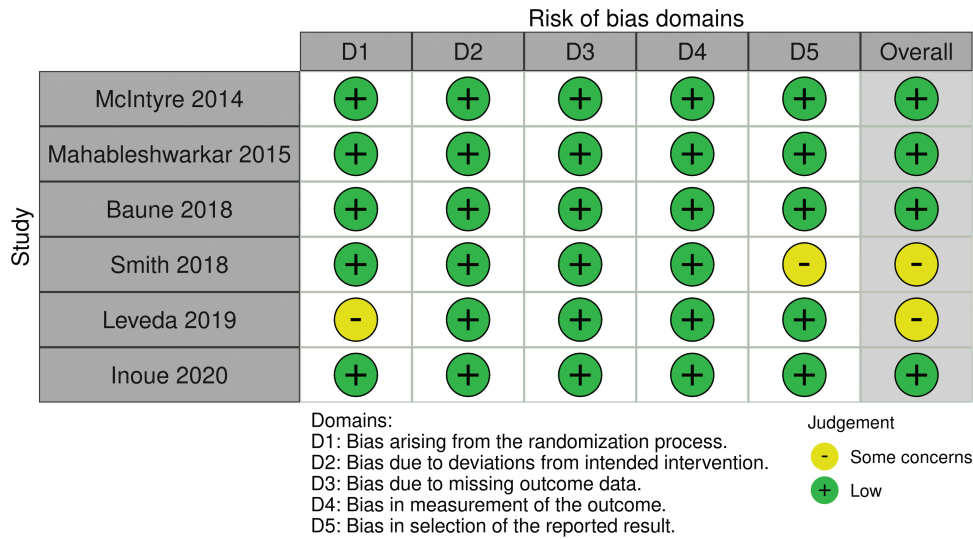 Risk of bias domains
D1 D2 D3 D4 D5 Overall
Study
McIntyre 2014 + + + + + +
Mahableshwarkar 2015 + + + + + +
Baune 2018 + + + + + +
Smith 2018 + + + + - -
Leveda 2019 - + + + + -
Inoue 2020 + + + + + +
Domains:
D1: Bias arising from the randomization process.
D2: Bias due to deviations from intended intervention.
D3: Bias due to missing outcome data.
D4: Bias in measurement of the outcome.
D5: Bias in selection of the reported result.
Judgement
- Some concerns
+ Low